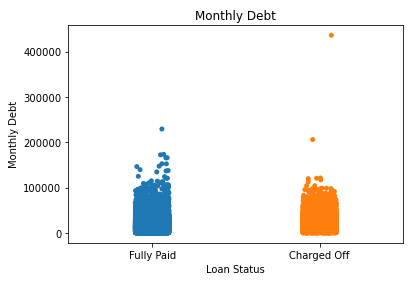 Monthly Debt
Monthly Debt
400000
300000
200000
100000
0
Fully Paid
Charged Off
Loan Status